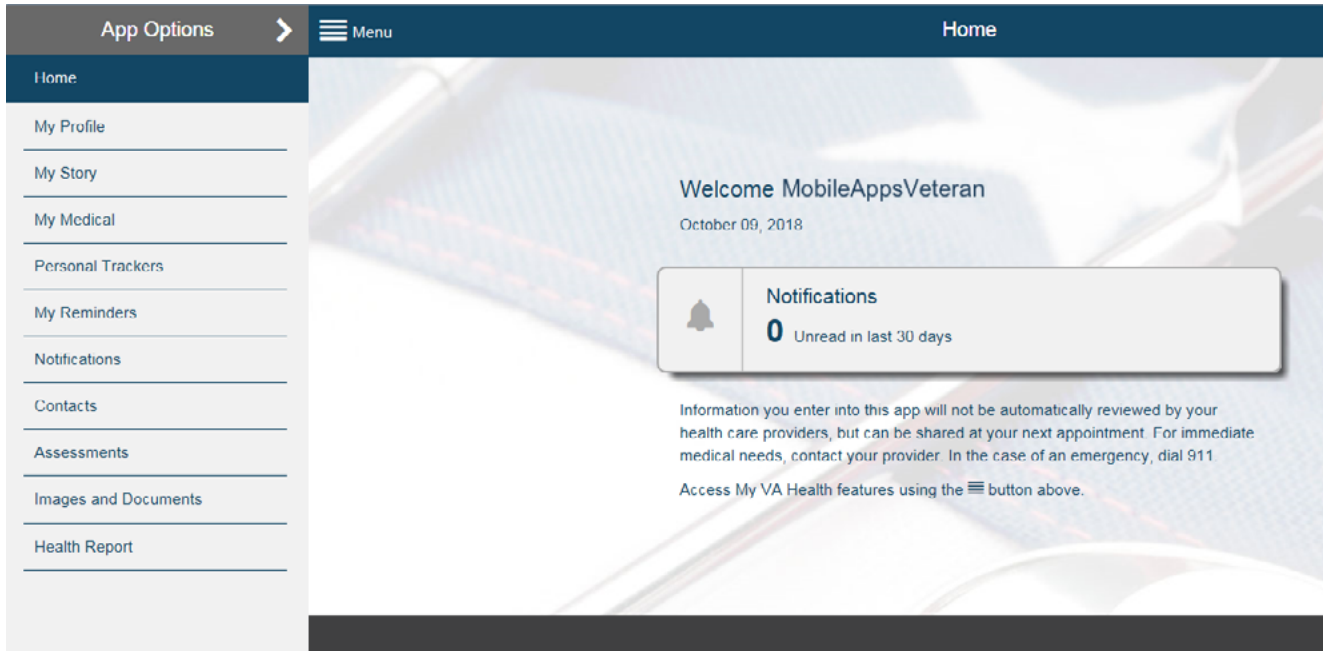 App Options
Menu
Home
Home
My Profile
My Story
My Medical
Personal Trackers
My Reminders
Notifications
Contacts
Assessments
Images and Documents
Health Report
Welcome MobileAppsVeteran
October 09, 2018
Notifications
0 Unread in last 30 days
Information you enter into this app will not be automatically reviewed by your
health care providers, but can be shared at your next appointment. For immediate
medical needs, contact your provider. In the case of an emergency, dial 911.
Access My VA Health features using the button above.